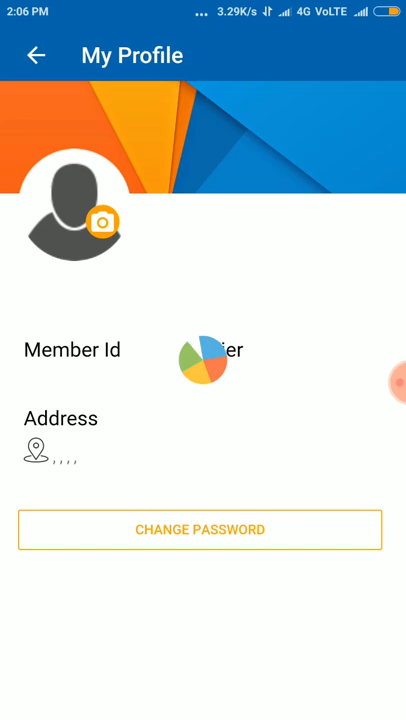 2:06 PM ... 3.29K/s 4G VoLTE
My Profile
Member Id
Address
, , , ,
CHANGE PASSWORD